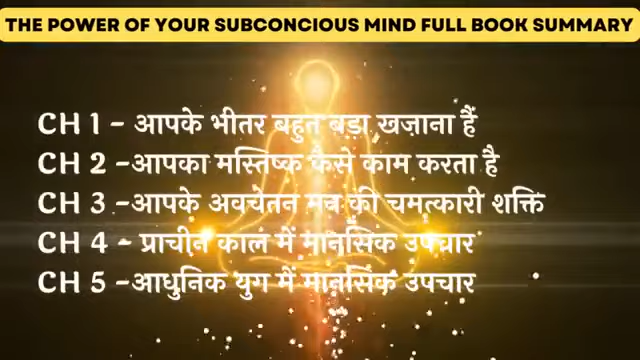 THE POWER OF YOUR SUBCONCIOUS MIND FULL BOOK SUMMARY
CH 1 - आपके भीतर बहुत बड़ा खज़ाना हैं
CH 2 -आपका मस्तिष्क कैसे काम करता है
CH 3 -आपके अवचेतन मन की चमत्कारी शक्ति
CH 4 - प्राचीन काल में मानसिक उपचार
CH 5 -आधुनिक युग में मानसिक उपचार